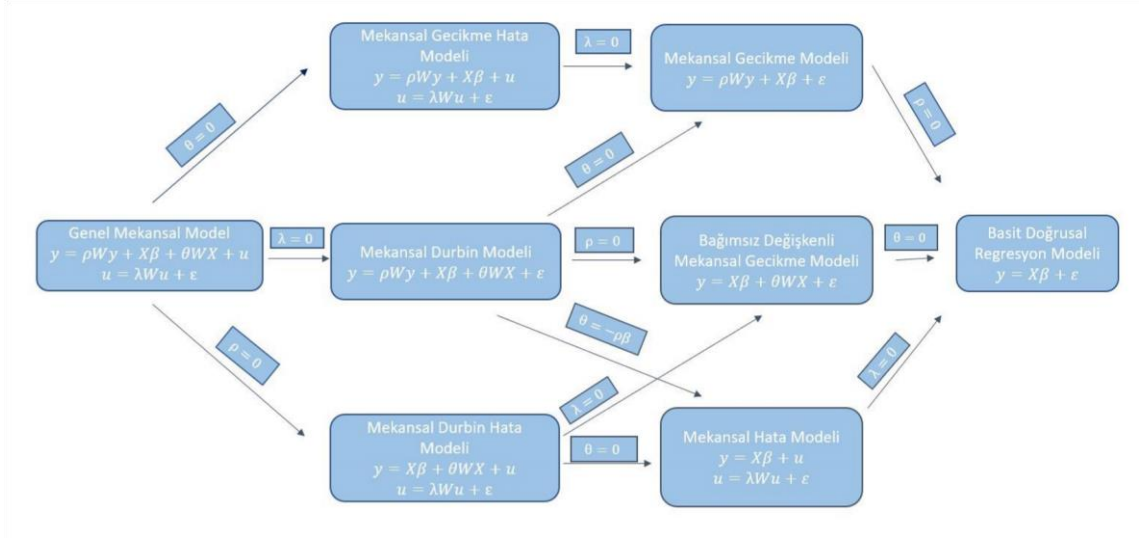 Mekansal Gecikme Hata
Modeli
y = ρWy + Xβ + u
u = λWu + ε
λ = 0
Mekansal Gecikme Modeli
y = ρWy + Xβ + ε
θ = 0
θ = 0
ρ = 0
Genel Mekansal Model
y = ρWy + Xβ + θWX + u
u = λWu + ε
λ = 0
Mekansal Durbin Modeli
y = ρWy + Xβ + θWX + ε
ρ = 0
Bağımsız Değişkenli
Mekansal Gecikme Modeli
y = Xβ + θWX + ε
θ = 0
Basit Doğrusal
Regresyon Modeli
y = Xβ + ε
ρ = 0
θ = −ρβ
λ = 0
λ = 0
Mekansal Durbin Hata
Modeli
y = Xβ + θWX + u
u = λWu + ε
θ = 0
Mekansal Hata Modeli
y = Xβ + u
u = λWu + ε